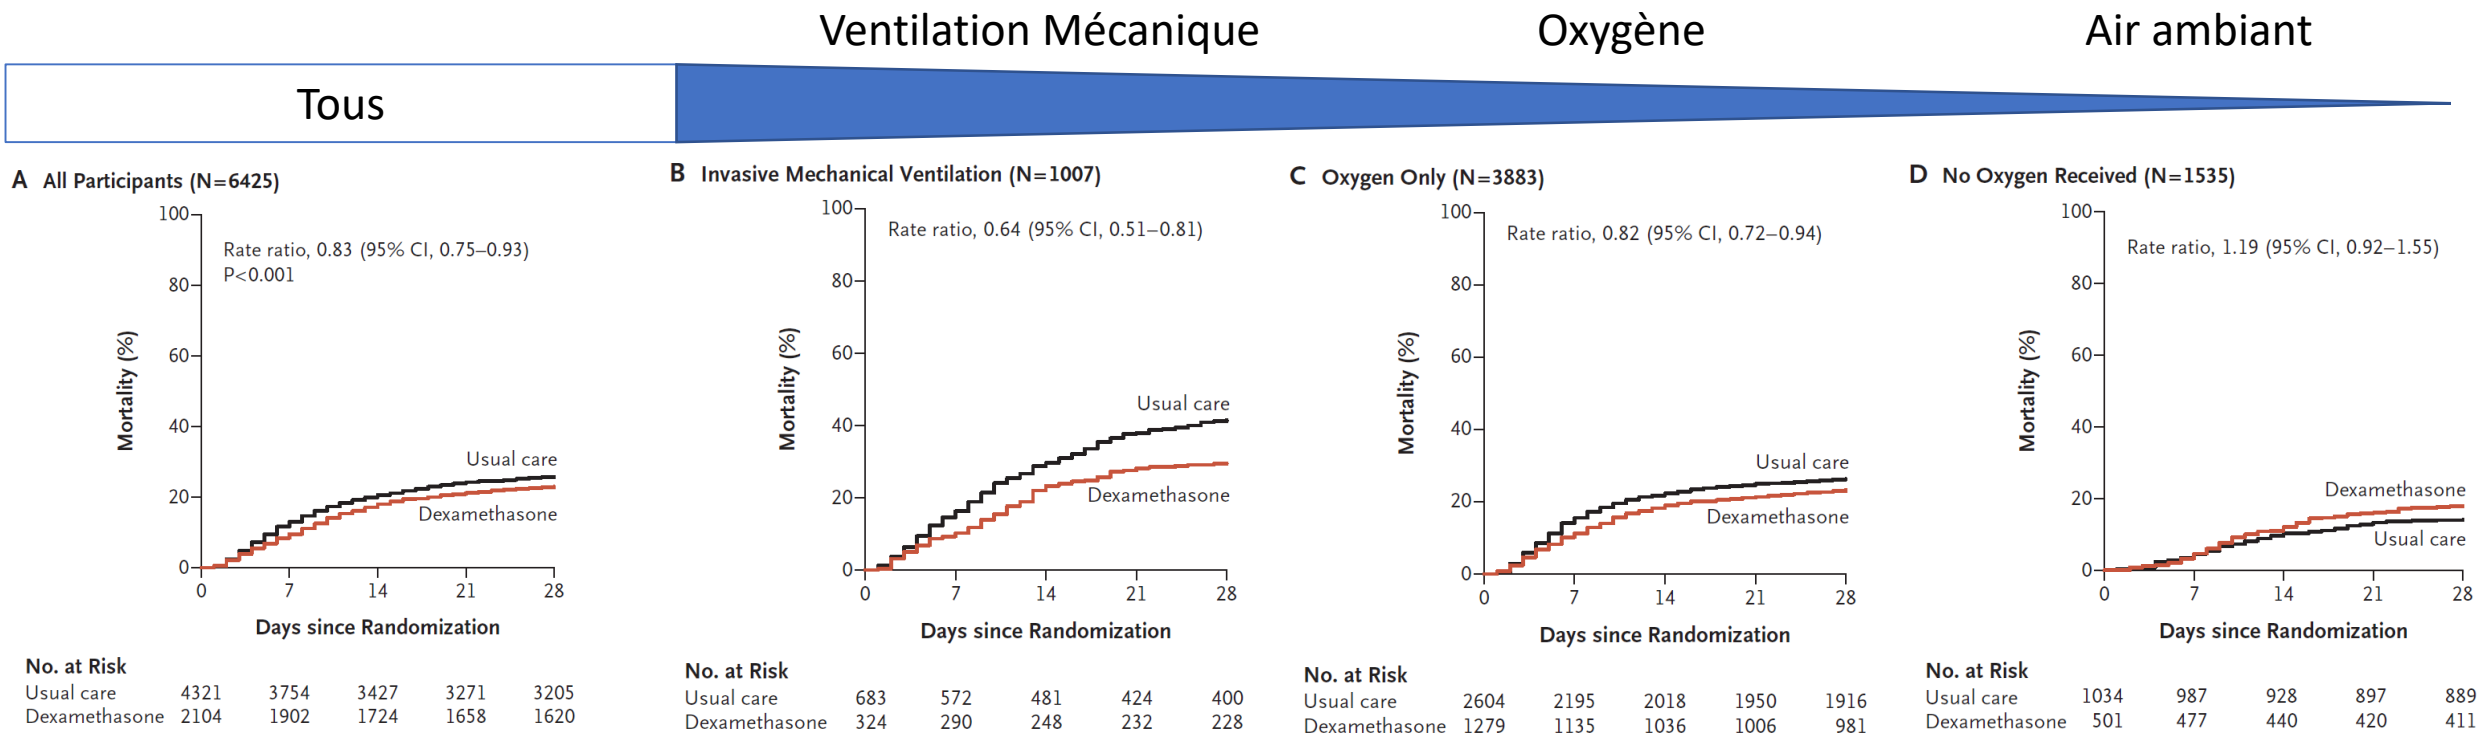 Ventilation Mécanique
Oxygène
Air ambiant
Tous
A All Participants (N=6425)
Rate ratio, 0.83 (95% CI, 0.75–0.93)
P<0.001
Mortality (%)
100
80
60
40
20
0
Usual care
Dexamethasone
0 7 14 21 28
Days since Randomization
No. at Risk
Usual care 4321 3754 3427 3271 3205
Dexamethasone 2104 1902 1724 1658 1620
B Invasive Mechanical Ventilation (N=1007)
Rate ratio, 0.64 (95% CI, 0.51–0.81)
Mortality (%)
100
80
60
40
20
0
Usual care
Dexamethasone
0 7 14 21 28
Days since Randomization
No. at Risk
Usual care 683 572 481 424 400
Dexamethasone 324 290 248 232 228
C Oxygen Only (N=3883)
Rate ratio, 0.82 (95% CI, 0.72–0.94)
Mortality (%)
100
80
60
40
20
0
Usual care
Dexamethasone
0 7 14 21 28
Days since Randomization
No. at Risk
Usual care 2604 2195 2018 1950 1916
Dexamethasone 1279 1135 1036 1006 981
D No Oxygen Received (N=1535)
Rate ratio, 1.19 (95% CI, 0.92–1.55)
Mortality (%)
100
80
60
40
20
0
Dexamethasone
Usual care
0 7 14 21 28
Days since Randomization
No. at Risk
Usual care 1034 987 928 897 889
Dexamethasone 501 477 440 420 411